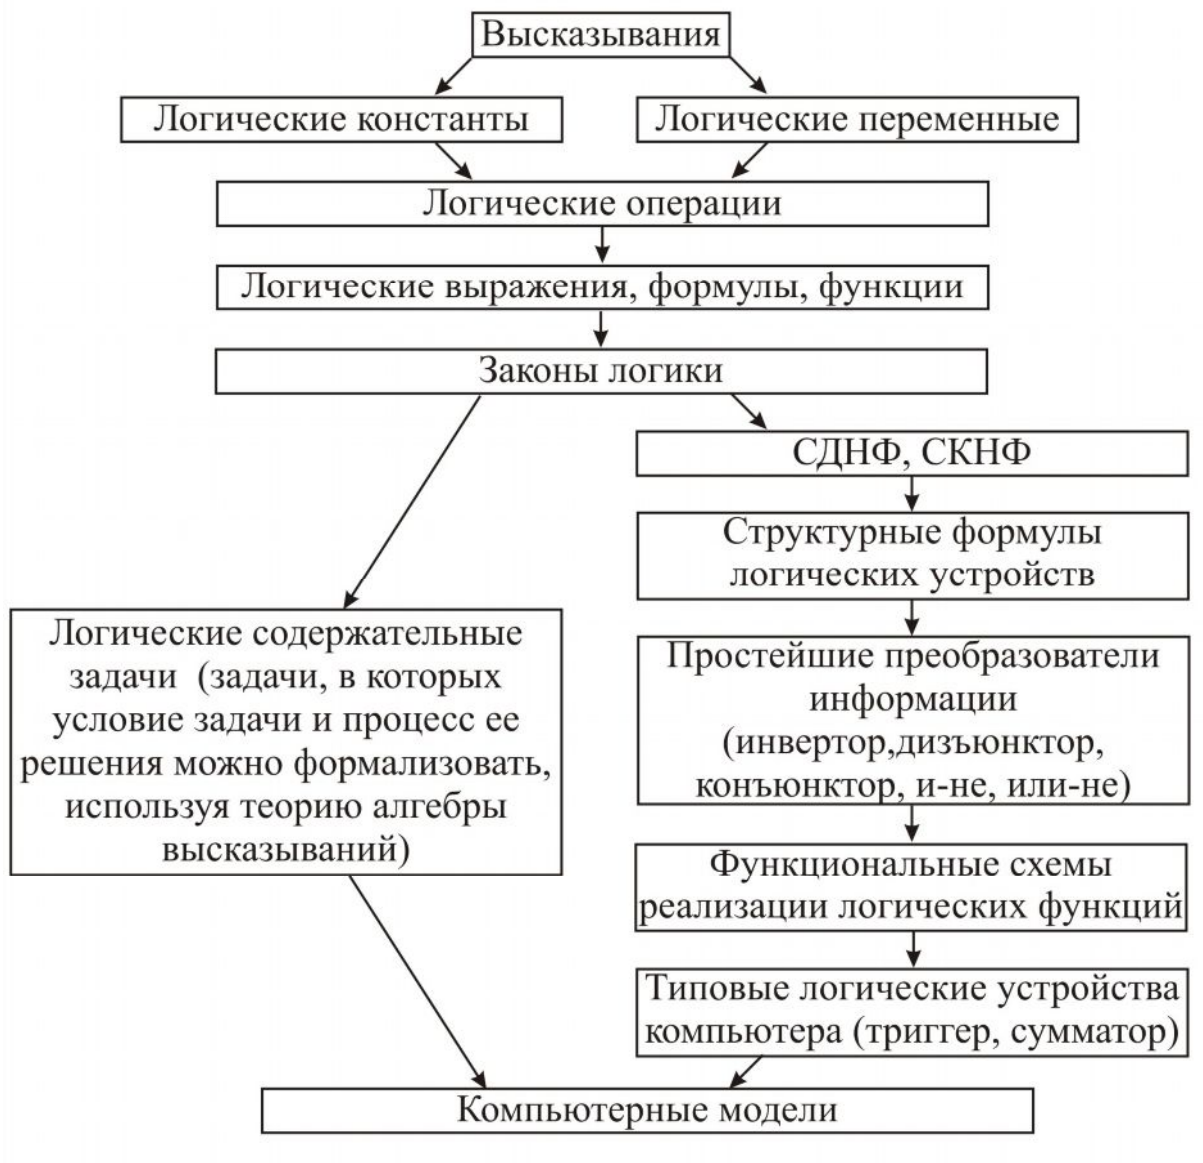 Высказывания
Логические константы
Логические переменные
Логические операции
Логические выражения, формулы, функции
Законы логики
СДНФ, СКНФ
Структурные формулы
логических устройств
Логические содержательные
задачи (задачи, в которых
условие задачи и процесс ее
решения можно формализовать,
используя теорию алгебры
высказываний)
Простейшие преобразователи
информации
(инвертор,дизъюнктор,
конъюнктор, и-не, или-не)
Функциональные схемы
реализации логических функций
Типовые логические устройства
компьютера (триггер, сумматор)
Компьютерные модели